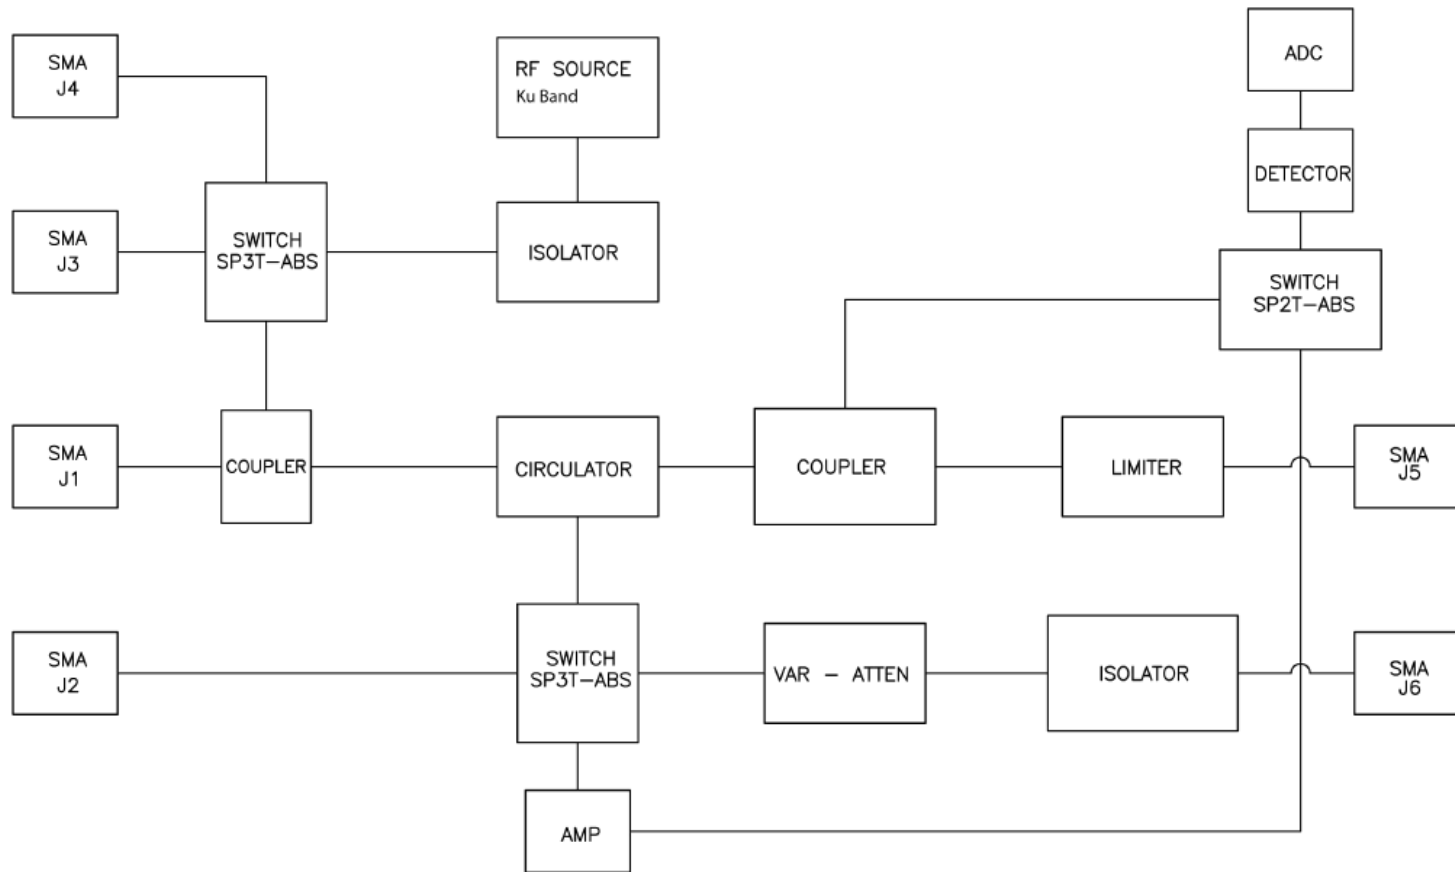 SMA
J4
RF SOURCE
Ku Band
ADC
DETECTOR
SMA
J3
SWITCH
SP3T-ABS
ISOLATOR
SWITCH
SP2T-ABS
SMA
J1
COUPLER
CIRCULATOR
COUPLER
LIMITER
SMA
J5
SMA
J2
SWITCH
SP3T-ABS
VAR - ATTEN
ISOLATOR
SMA
J6
AMP